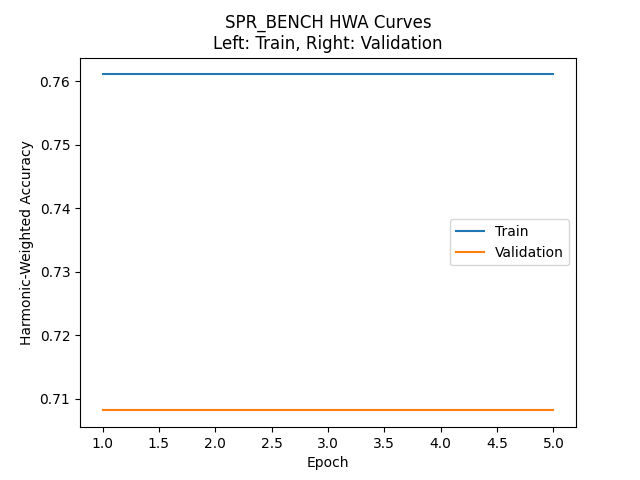 SPR_BENCH HWA Curves
Left: Train, Right: Validation
Harmonic-Weighted Accuracy
0.76
0.75
0.74
0.73
0.72
0.71
Train
Validation
1.0 1.5 2.0 2.5 3.0 3.5 4.0 4.5 5.0
Epoch